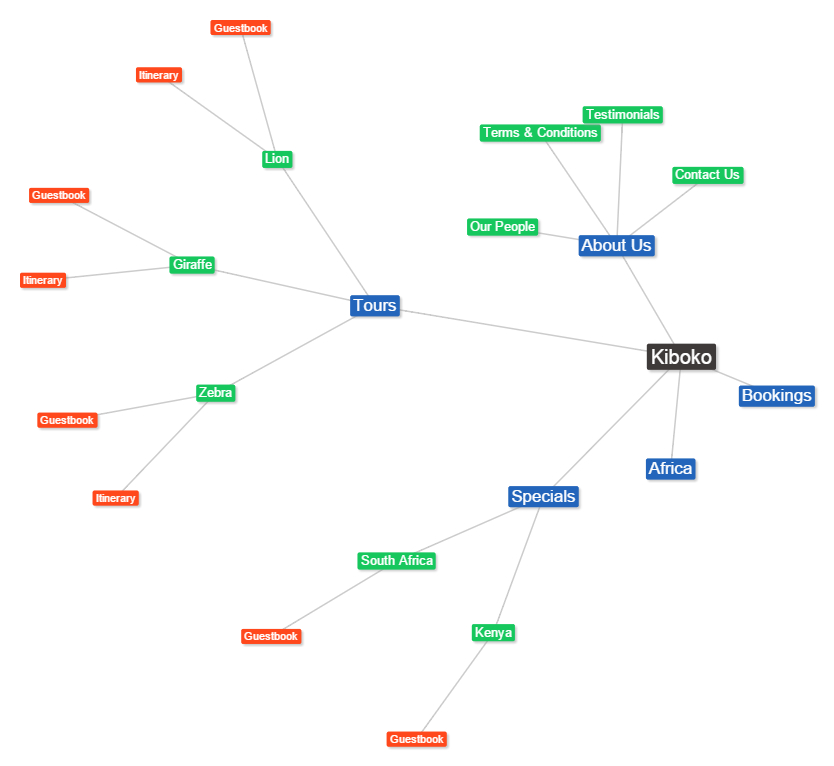 Guestbook
Itinerary
Testimonials
Terms & Conditions
Lion
Contact Us
Guestbook
Our People
About Us
Giraffe
Itinerary
Tours
Kiboko
Zebra
Bookings
Guestbook
Africa
Specials
Itinerary
South Africa
Kenya
Guestbook
Guestbook